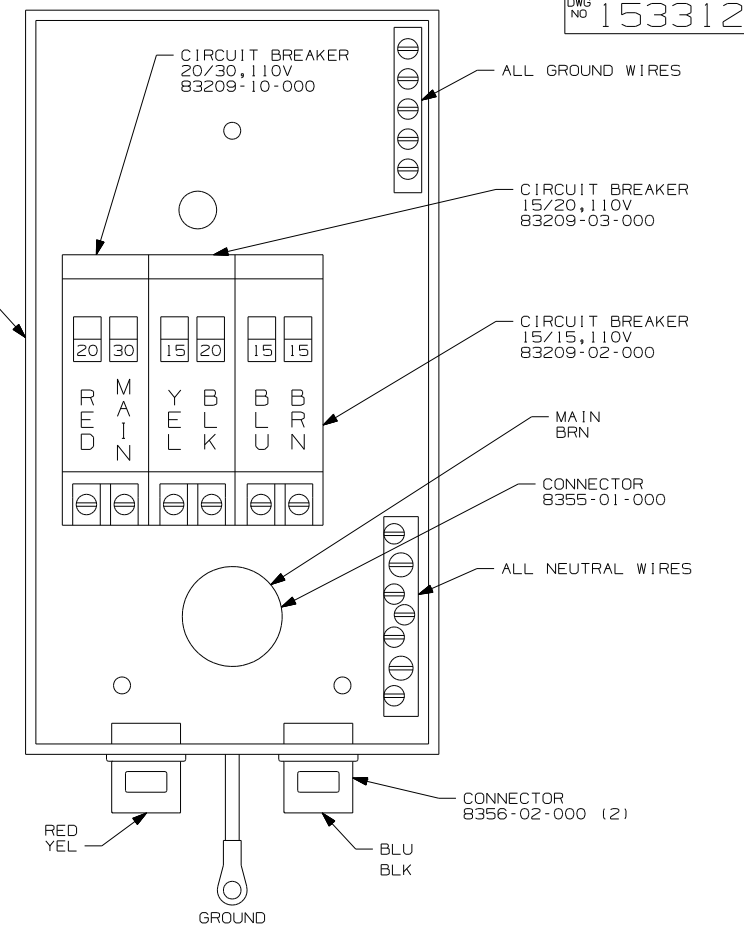 DWG
NO 153312
CIRCUIT BREAKER
20/30,110V
83209-10-000
ALL GROUND WIRES
CIRCUIT BREAKER
15/20,110V
83209-03-000
CIRCUIT BREAKER
15/15,110V
83209-02-000
20 30 15 20 15 15
RED MAIN YEL BLK BLU BRN
MAIN
BRN
CONNECTOR
8355-01-000
ALL NEUTRAL WIRES
CONNECTOR
8356-02-000 (2)
RED
YEL
BLU
BLK
GROUND